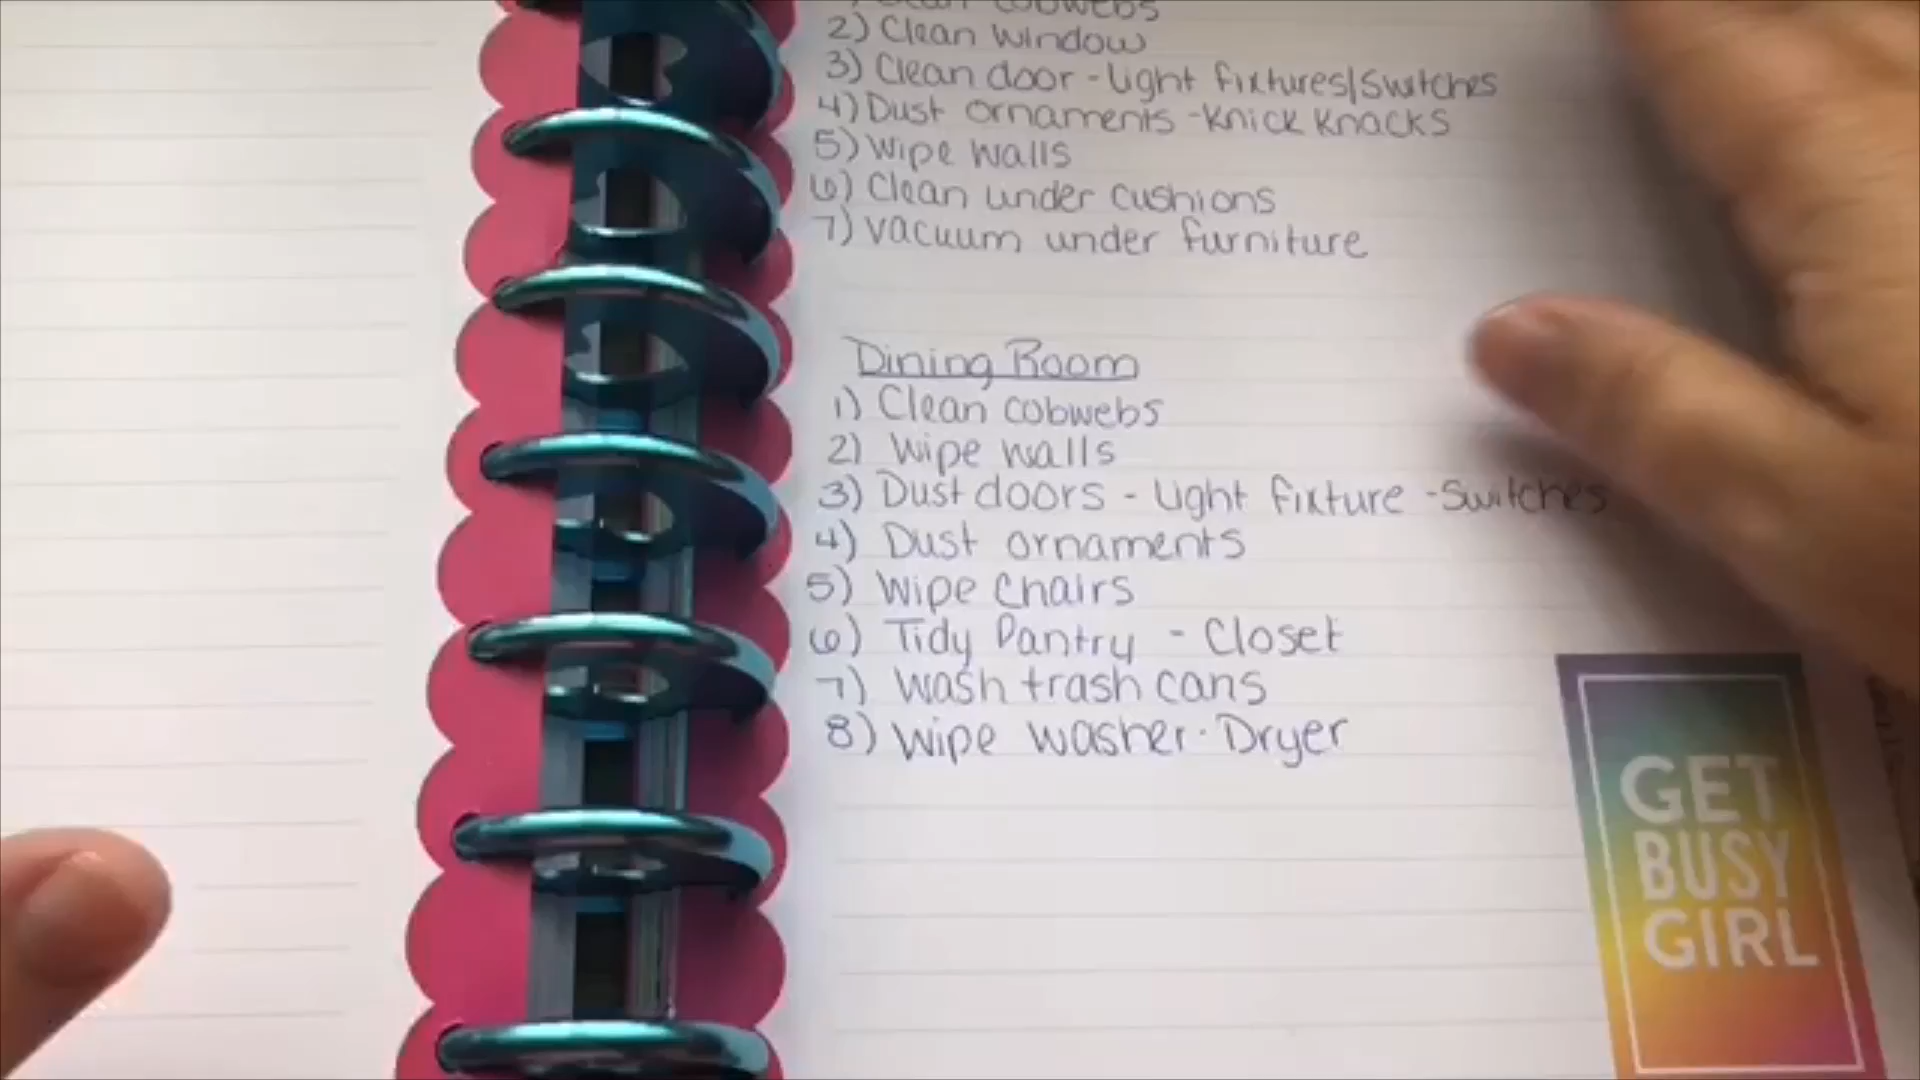 1) Clean cobwebs
2) Clean window
3) Clean door - Light fixtures/Switches
4) Dust ornaments - Knick Knacks
5) Wipe walls
6) Clean under cushions
7) Vacuum under furniture
Dining Room
1) Clean cobwebs
2) Wipe walls
3) Dust doors - Light fixture - Switches
4) Dust ornaments
5) Wipe Chairs
6) Tidy Pantry - Closet
7) Wash trash cans
8) Wipe washer · Dryer
GET
BUSY
GIRL